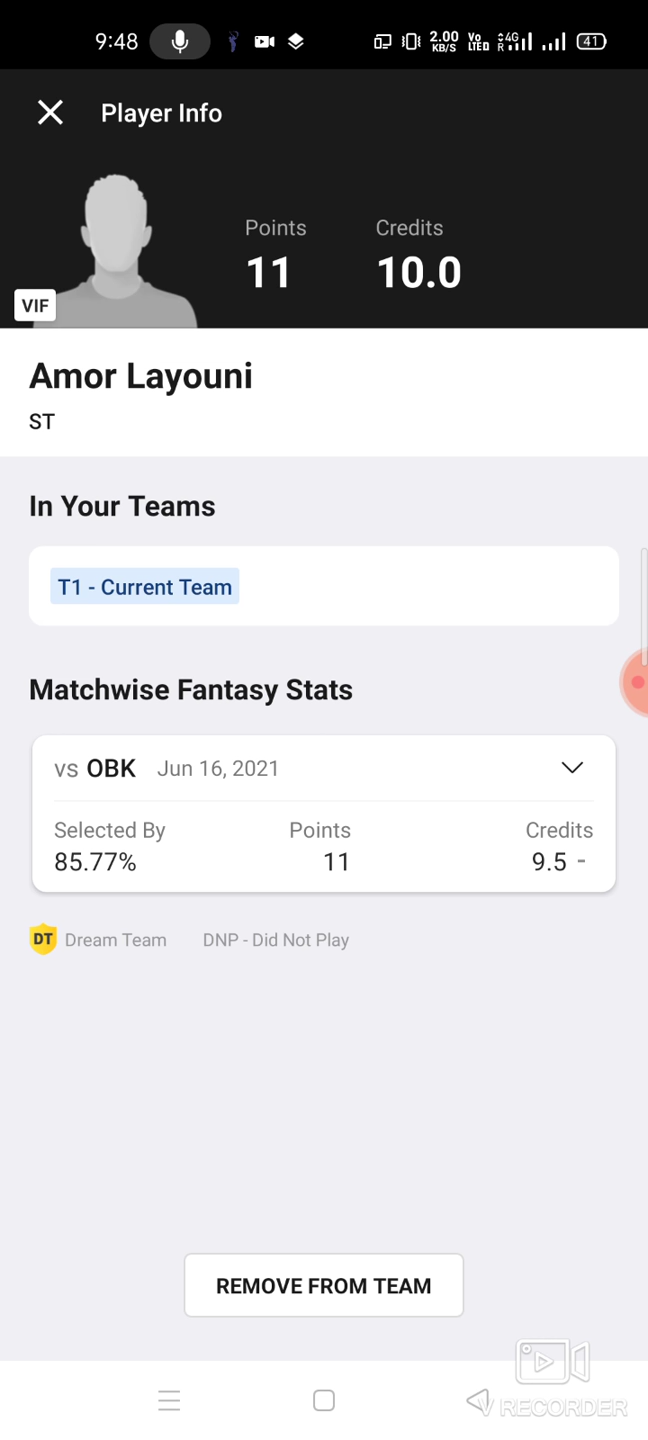 9:48 2.00 KB/S Vo LTED 4G R 41
Player Info
Points Credits
11 10.0
VIF
Amor Layouni
ST
In Your Teams
T1 - Current Team
Matchwise Fantasy Stats
vs OBK Jun 16, 2021
Selected By Points Credits
85.77% 11 9.5 -
DT Dream Team DNP - Did Not Play
REMOVE FROM TEAM
V RECORDER